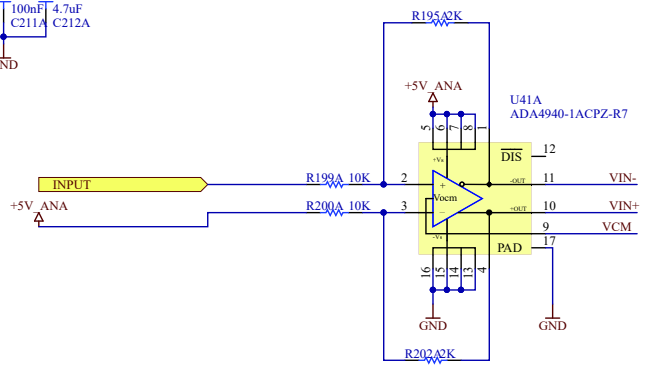 100nF 4.7uF
C211A C212A
GND
R195A 2K
+5V_ANA
U41A
ADA4940-1ACPZ-R7
5 6 7 8 1
12
DIS
+Vs
INPUT
R199A 10K
2
+
-OUT
11
VIN-
Vocm
+5V_ANA
R200A 10K
3
-
+OUT
10
VIN+
9
VCM
-Vs
PAD
17
16 15 14 13 4
GND
GND
R202A 2K